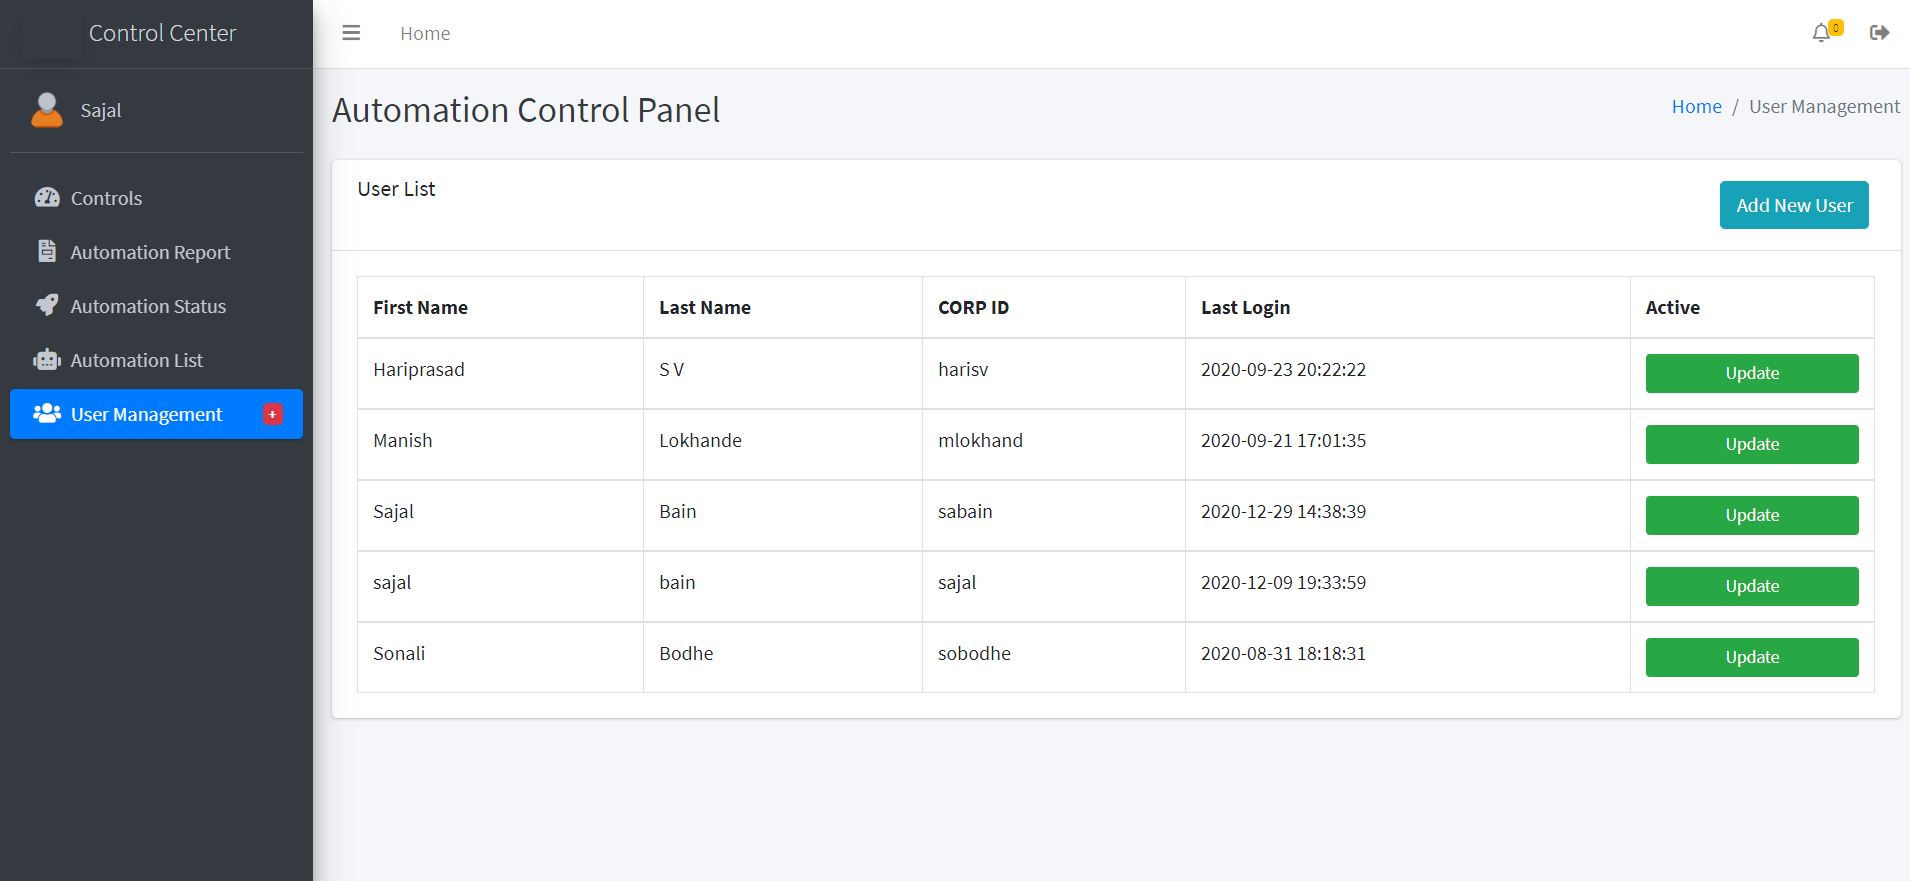 Control Center
Home
0
Sajal
Automation Control Panel
Home / User Management
Controls
Automation Report
Automation Status
Automation List
User Management +
User List
Add New User
First Name Last Name CORP ID Last Login Active
Hariprasad S V harisv 2020-09-23 20:22:22 Update
Manish Lokhande mlokhand 2020-09-21 17:01:35 Update
Sajal Bain sabain 2020-12-29 14:38:39 Update
sajal bain sajal 2020-12-09 19:33:59 Update
Sonali Bodhe sobodhe 2020-08-31 18:18:31 Update